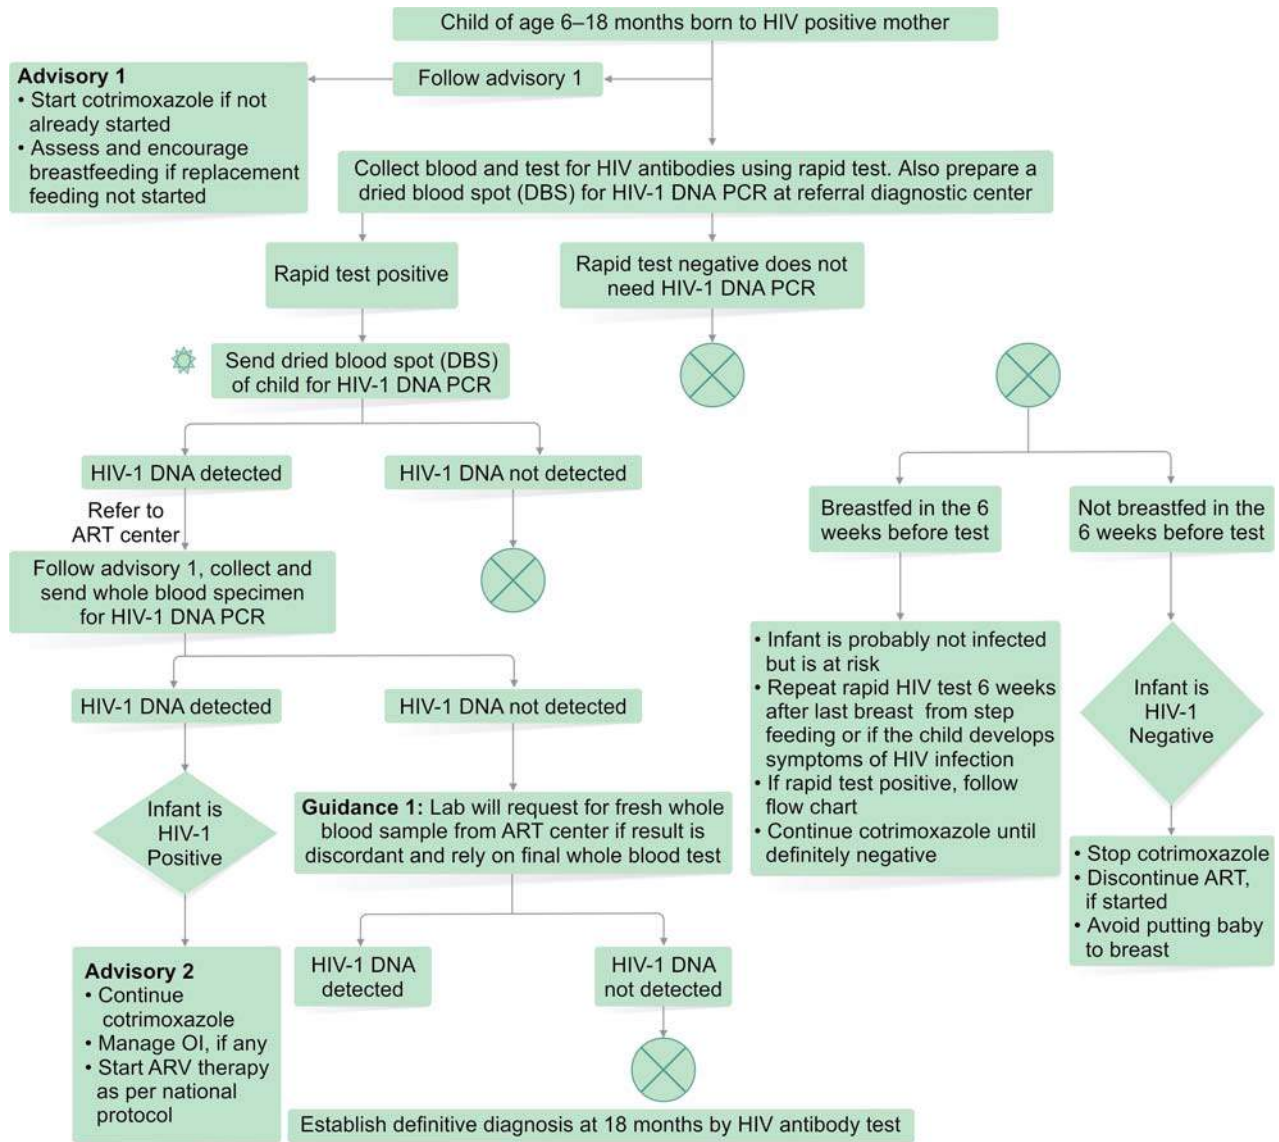 Child of age 6–18 months born to HIV positive mother
Follow advisory 1
Advisory 1
• Start cotrimoxazole if not
already started
• Assess and encourage
breastfeeding if replacement
feeding not started
Collect blood and test for HIV antibodies using rapid test. Also prepare a
dried blood spot (DBS) for HIV-1 DNA PCR at referral diagnostic center
Rapid test positive
Rapid test negative does not
need HIV-1 DNA PCR
Send dried blood spot (DBS)
of child for HIV-1 DNA PCR
HIV-1 DNA detected
HIV-1 DNA not detected
Refer to
ART center
Follow advisory 1, collect and
send whole blood specimen
for HIV-1 DNA PCR
HIV-1 DNA detected
HIV-1 DNA not detected
Infant is
HIV-1
Positive
Guidance 1: Lab will request for fresh whole
blood sample from ART center if result is
discordant and rely on final whole blood test
Advisory 2
• Continue
cotrimoxazole
• Manage OI, if any
• Start ARV therapy
as per national
protocol
HIV-1 DNA
detected
HIV-1 DNA
not detected
Establish definitive diagnosis at 18 months by HIV antibody test
Breastfed in the 6
weeks before test
Not breastfed in the
6 weeks before test
• Infant is probably not infected
but is at risk
• Repeat rapid HIV test 6 weeks
after last breast from step
feeding or if the child develops
symptoms of HIV infection
• If rapid test positive, follow
flow chart
• Continue cotrimoxazole until
definitely negative
Infant is
HIV-1
Negative
• Stop cotrimoxazole
• Discontinue ART,
if started
• Avoid putting baby
to breast